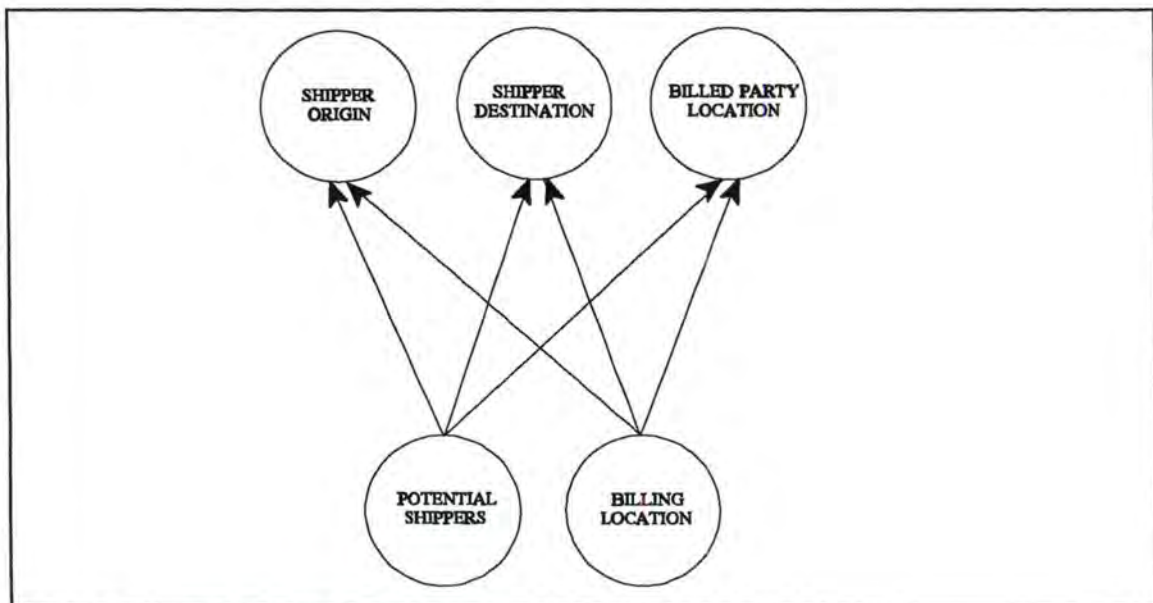 SHIPPER
ORIGIN
SHIPPER
DESTINATION
BILLED PARTY
LOCATION
POTENTIAL
SHIPPERS
BILLING
LOCATION